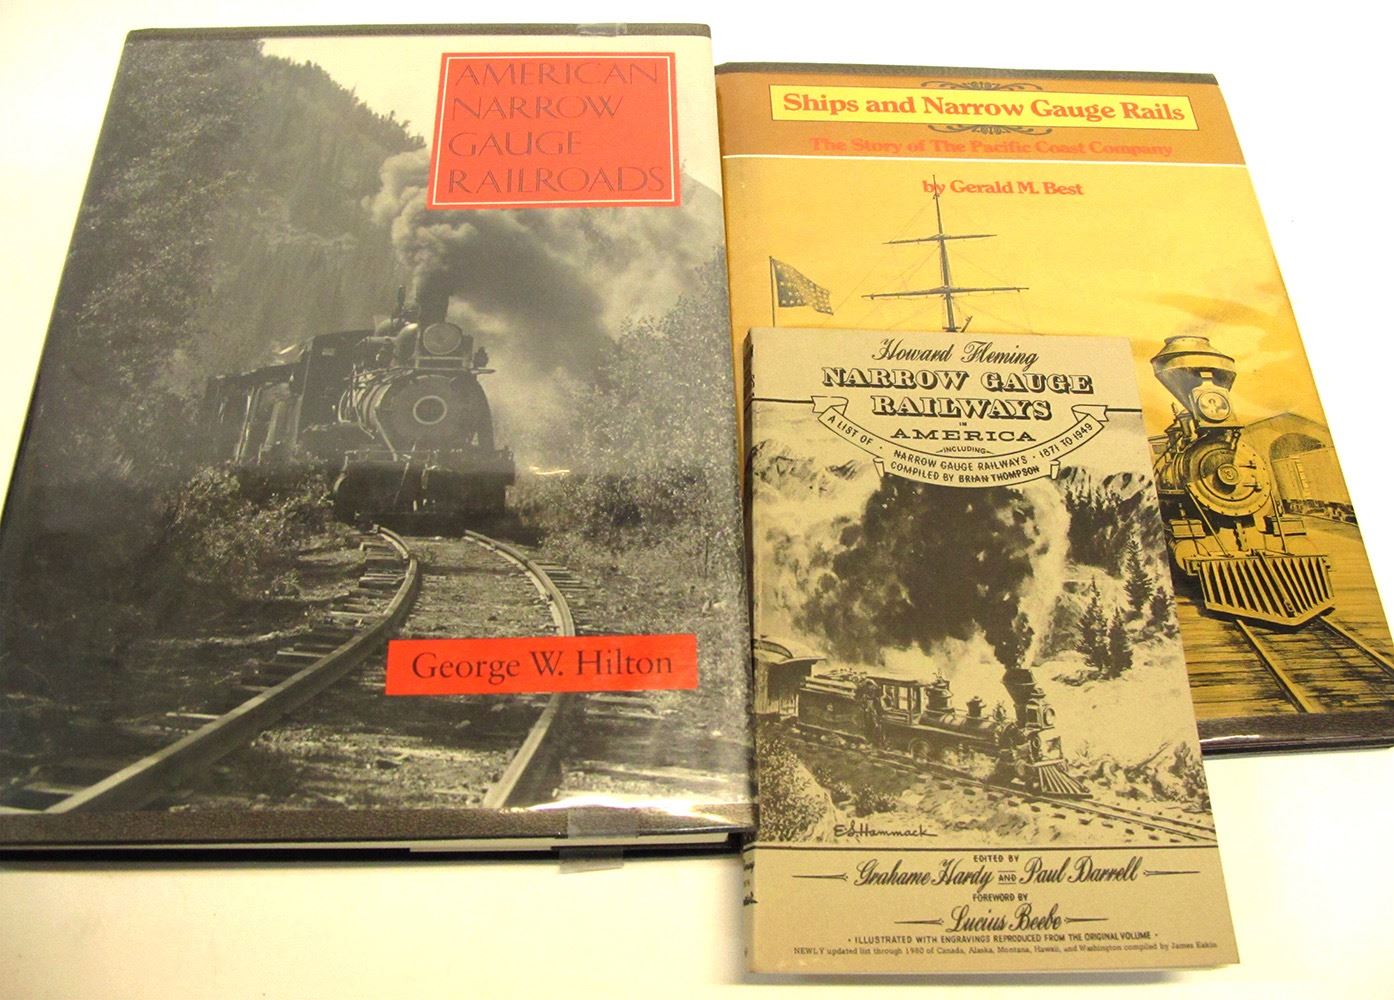 AMERICAN
NARROW
GAUGE
RAILROADS
George W. Hilton
Ships and Narrow Gauge Rails
The Story of The Pacific Coast Company
by Gerald M. Best
Howard Fleming
NARROW GAUGE
RAILWAYS
IN
AMERICA
INCLUDING
A LIST OF · NARROW GAUGE RAILWAYS · 1871 TO 1949
COMPILED BY BRIAN THOMPSON
E.S. Hammack
EDITED BY
Grahame Hardy AND Paul Darrell
FOREWORD BY
Lucius Beebe
· ILLUSTRATED WITH ENGRAVINGS REPRODUCED FROM THE ORIGINAL VOLUME ·
NEWLY updated list through 1980 of Canada, Alaska, Montana, Hawaii, and Washington compiled by James Eakin